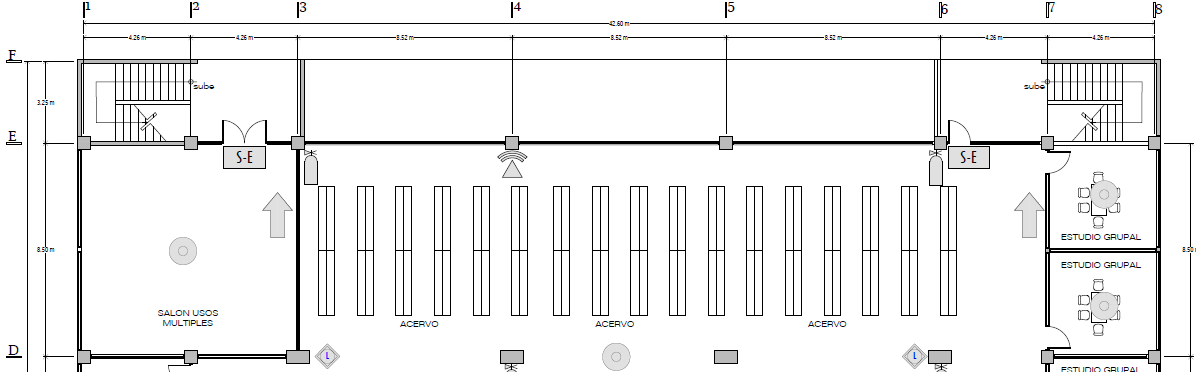 1 2 3 4 5 6 7 8
42.60 m
4.26 m 4.26 m 8.52 m 8.52 m 8.52 m 4.26 m 4.26 m
F
sube sube
3.25 m
E
S-E S-E
8.50 m 8.50
ESTUDIO GRUPAL
ESTUDIO GRUPAL
SALON USOS
MULTIPLES
ACERVO ACERVO ACERVO
D
L L
ESTUDIO GRUPAL